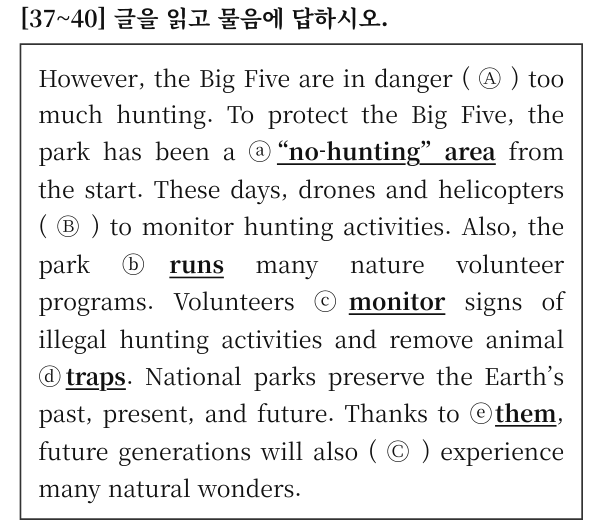 [37~40] 글을 읽고 물음에 답하시오.
However, the Big Five are in danger ( Ⓐ ) too
much hunting. To protect the Big Five, the
park has been a ⓐ “no-hunting” area from
the start. These days, drones and helicopters
( Ⓑ ) to monitor hunting activities. Also, the
park ⓑ runs many nature volunteer
programs. Volunteers ⓒ monitor signs of
illegal hunting activities and remove animal
ⓓ traps. National parks preserve the Earth’s
past, present, and future. Thanks to ⓔthem,
future generations will also ( Ⓒ ) experience
many natural wonders.